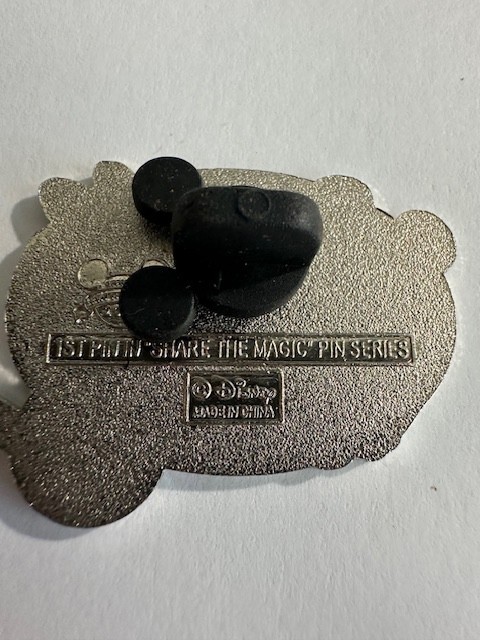 1ST PIN IN "SHARE THE MAGIC" PIN SERIES
© Disney
MADE IN CHINA